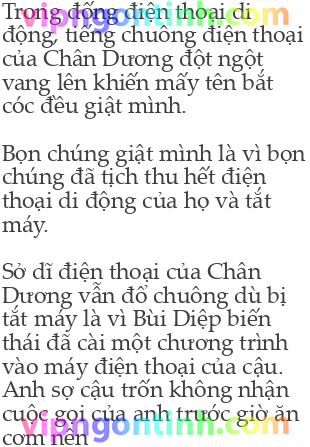 Trong đống điện thoại di
động, tiếng chuông điện thoại
của Chân Dương đột ngột
vang lên khiến mấy tên bắt
cóc đều giật mình.
Bọn chúng giật mình là vì bọn
chúng đã tịch thu hết điện
thoại di động của họ và tắt
máy.
Sở dĩ điện thoại của Chân
Dương vẫn đổ chuông dù bị
tắt máy là vì Bùi Diệp biến
thái đã cài một chương trình
vào máy điện thoại của cậu.
Anh sợ cậu trốn không nhận
cuộc gọi của anh trước giờ ăn
cơm nên
vipngontinh.com
vipngontinh.com